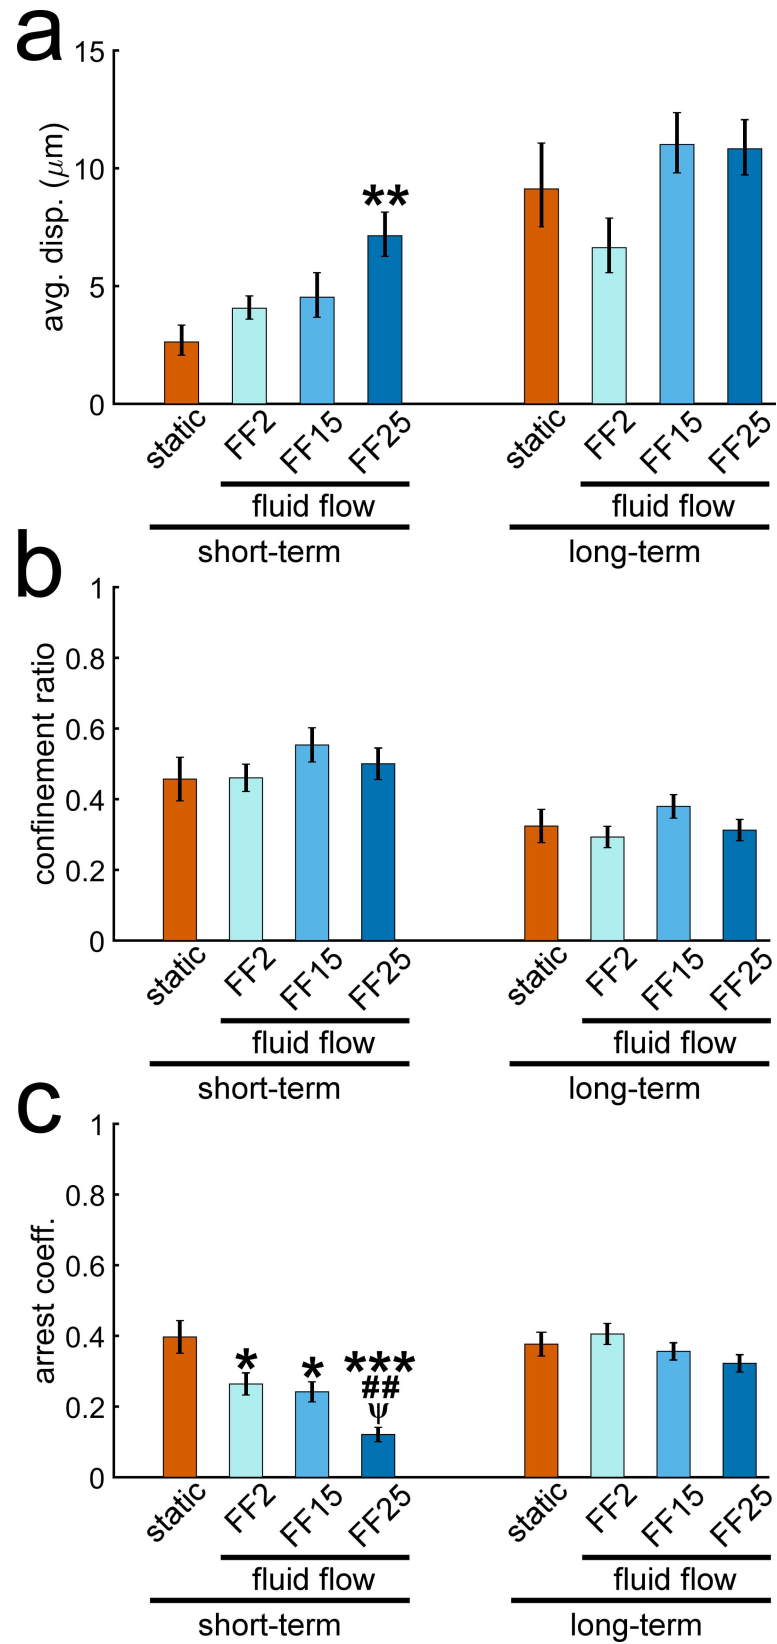 a
avg. disp. (μm)
15
10
5
0
**
static FF2 FF15 FF25 static FF2 FF15 FF25
fluid flow fluid flow
short-term long-term
b
confinement ratio
1
0.8
0.6
0.4
0.2
0
static FF2 FF15 FF25 static FF2 FF15 FF25
fluid flow fluid flow
short-term long-term
c
arrest coeff.
1
0.8
0.6
0.4
0.2
0
* * ***
##
ψ
static FF2 FF15 FF25 static FF2 FF15 FF25
fluid flow fluid flow
short-term long-term